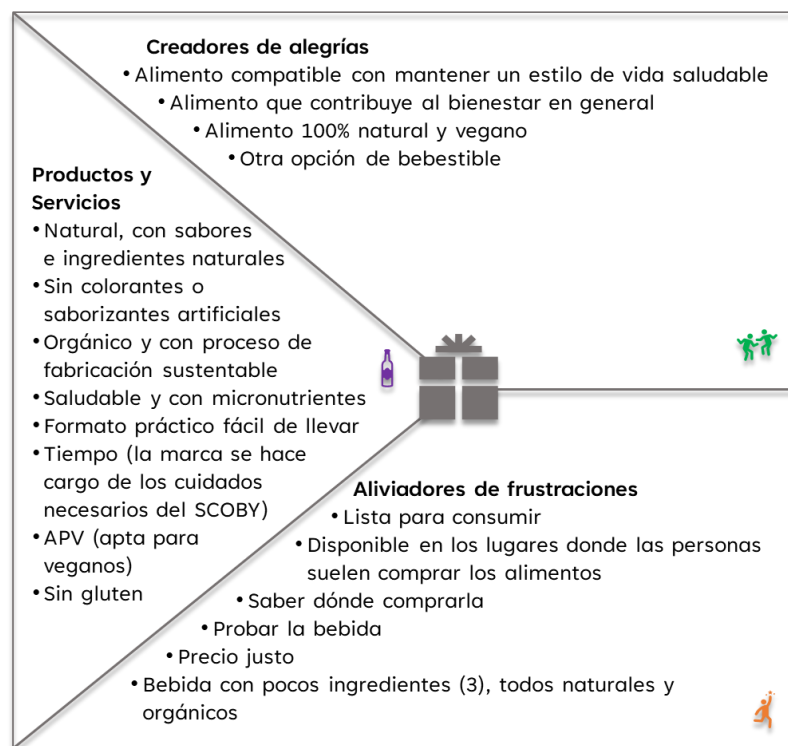 Creadores de alegrías
• Alimento compatible con mantener un estilo de vida saludable
• Alimento que contribuye al bienestar en general
• Alimento 100% natural y vegano
• Otra opción de bebestible
Productos y
Servicios
• Natural, con sabores
e ingredientes naturales
• Sin colorantes o
saborizantes artificiales
• Orgánico y con proceso de
fabricación sustentable
• Saludable y con micronutrientes
• Formato práctico fácil de llevar
• Tiempo (la marca se hace
cargo de los cuidados
necesarios del SCOBY)
• APV (apta para
veganos)
• Sin gluten
Aliviadores de frustraciones
• Lista para consumir
• Disponible en los lugares donde las personas
suelen comprar los alimentos
• Saber dónde comprarla
• Probar la bebida
• Precio justo
• Bebida con pocos ingredientes (3), todos naturales y
orgánicos